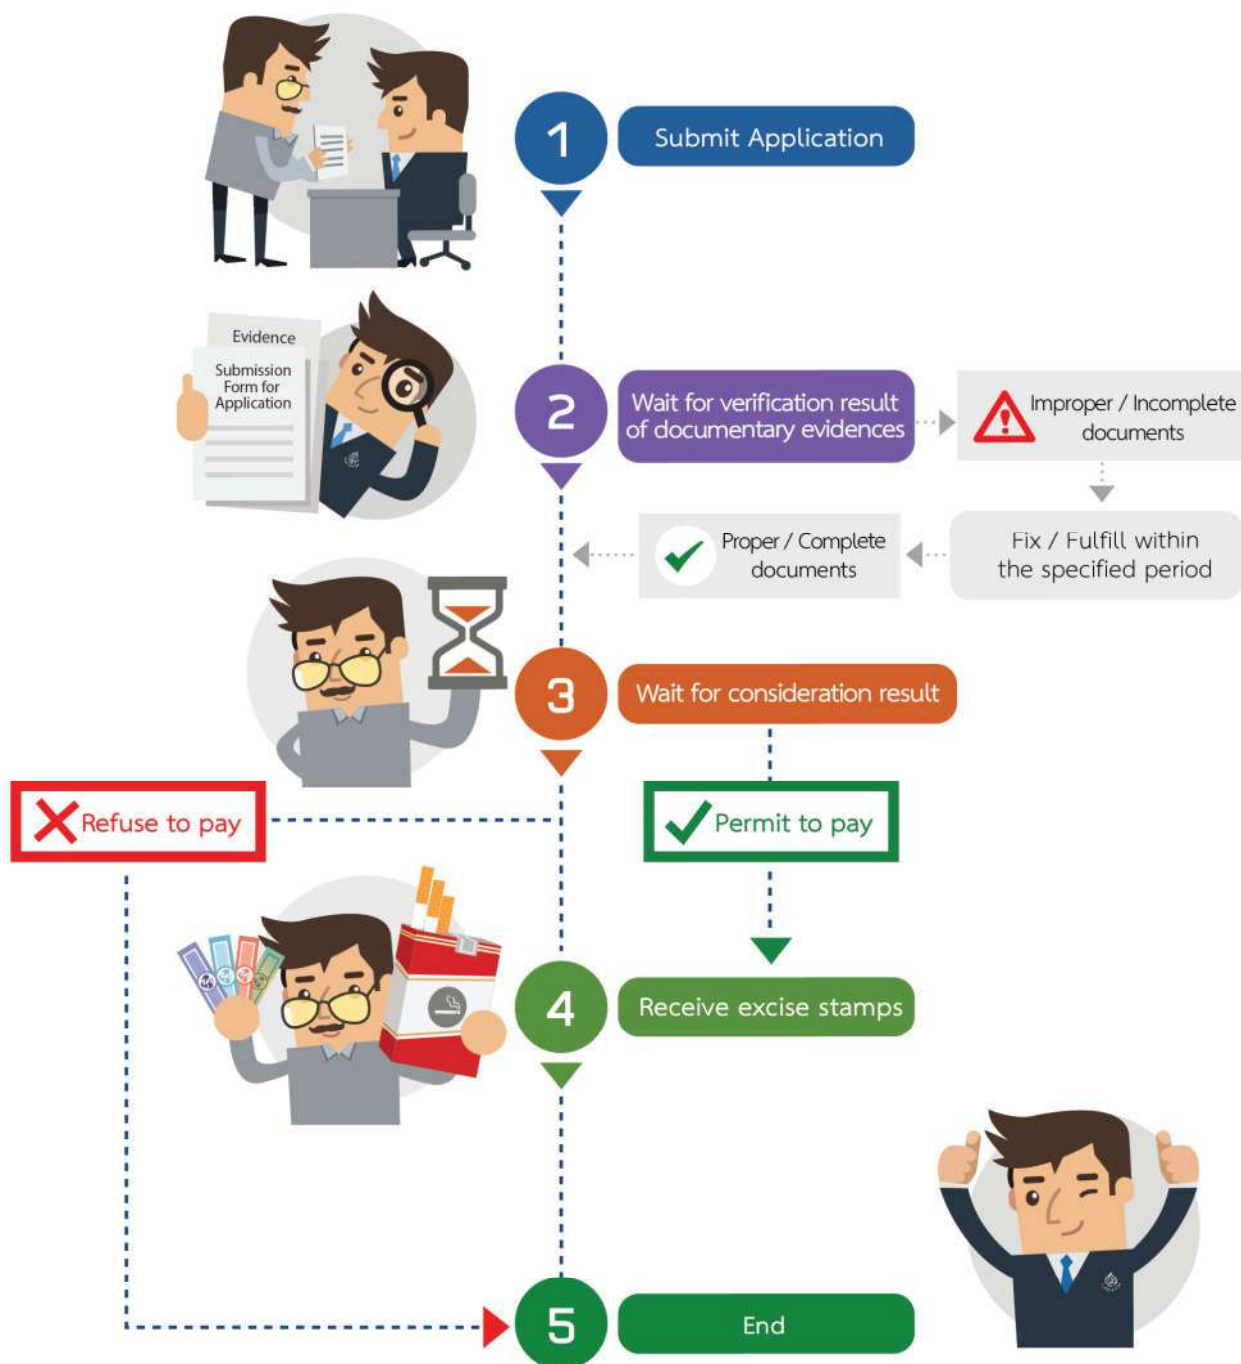 1
Submit Application
Evidence
Submission
Form for
Application
2
Wait for verification result
of documentary evidences
Improper / Incomplete
documents
Fix / Fulfill within
the specified period
Proper / Complete
documents
3
Wait for consideration result
Refuse to pay
Permit to pay
4
Receive excise stamps
5
End